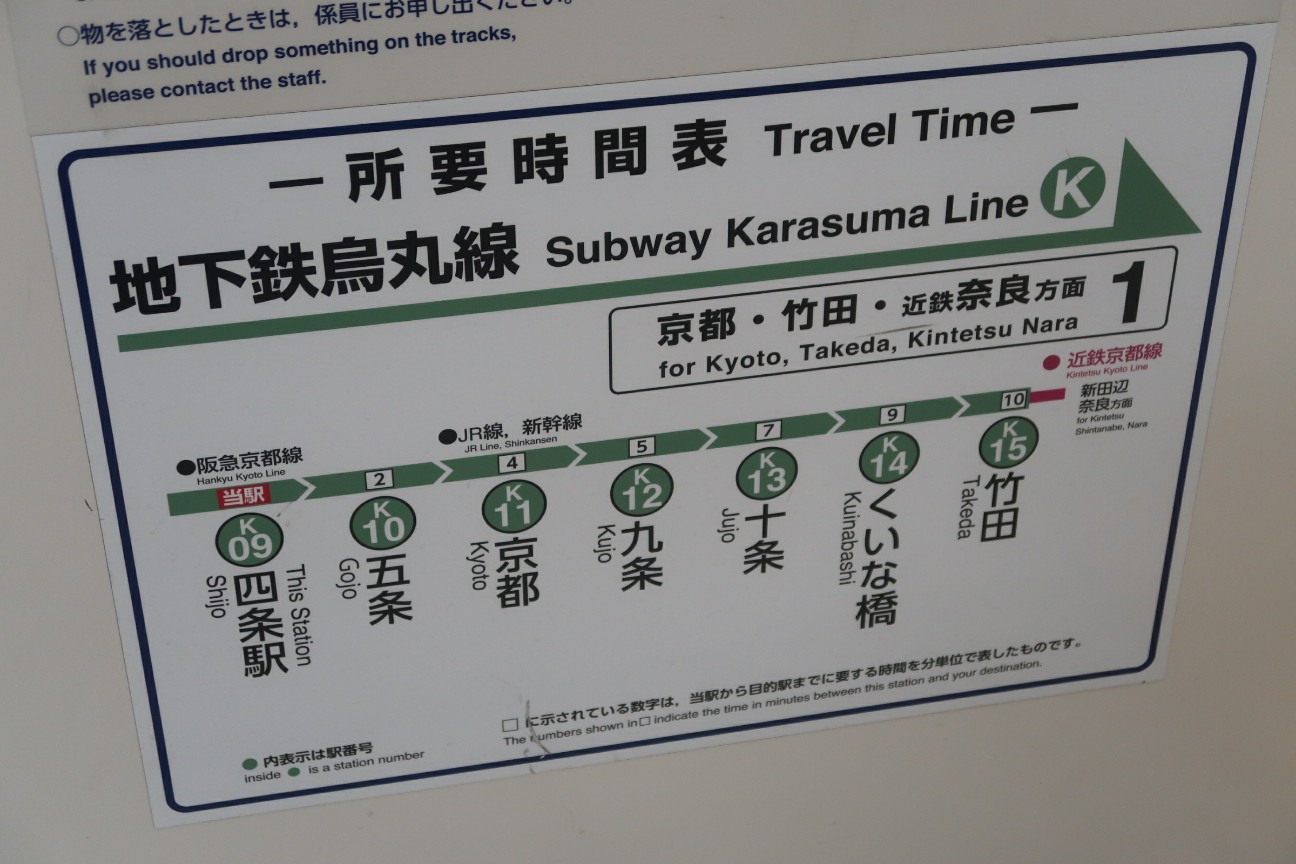 ○物を落としたときは，係員にお申し出ください。
If you should drop something on the tracks,
please contact the staff.
― 所要時間表 Travel Time ―
地下鉄烏丸線 Subway Karasuma Line K
京都・竹田・近鉄奈良方面 1
for Kyoto, Takeda, Kintetsu Nara
●近鉄京都線
Kintetsu Kyoto Line
新田辺
奈良方面
for Kintetsu
Shintanabe, Nara
●阪急京都線
Hankyu Kyoto Line
当駅
K
09
四条駅
Shijo
This Station
2
K
10
五条
Gojo
●JR線，新幹線
JR Line, Shinkansen
4
K
11
京都
Kyoto
5
K
12
九条
Kujo
7
K
13
十条
Jujo
9
K
14
くいな橋
Kuinabashi
10
K
15
竹田
Takeda
□に示されている数字は，当駅から目的駅までに要する時間を分単位で表したものです。
The numbers shown in□ indicate the time in minutes between this station and your destination.
●内表示は駅番号
inside ● is a station number